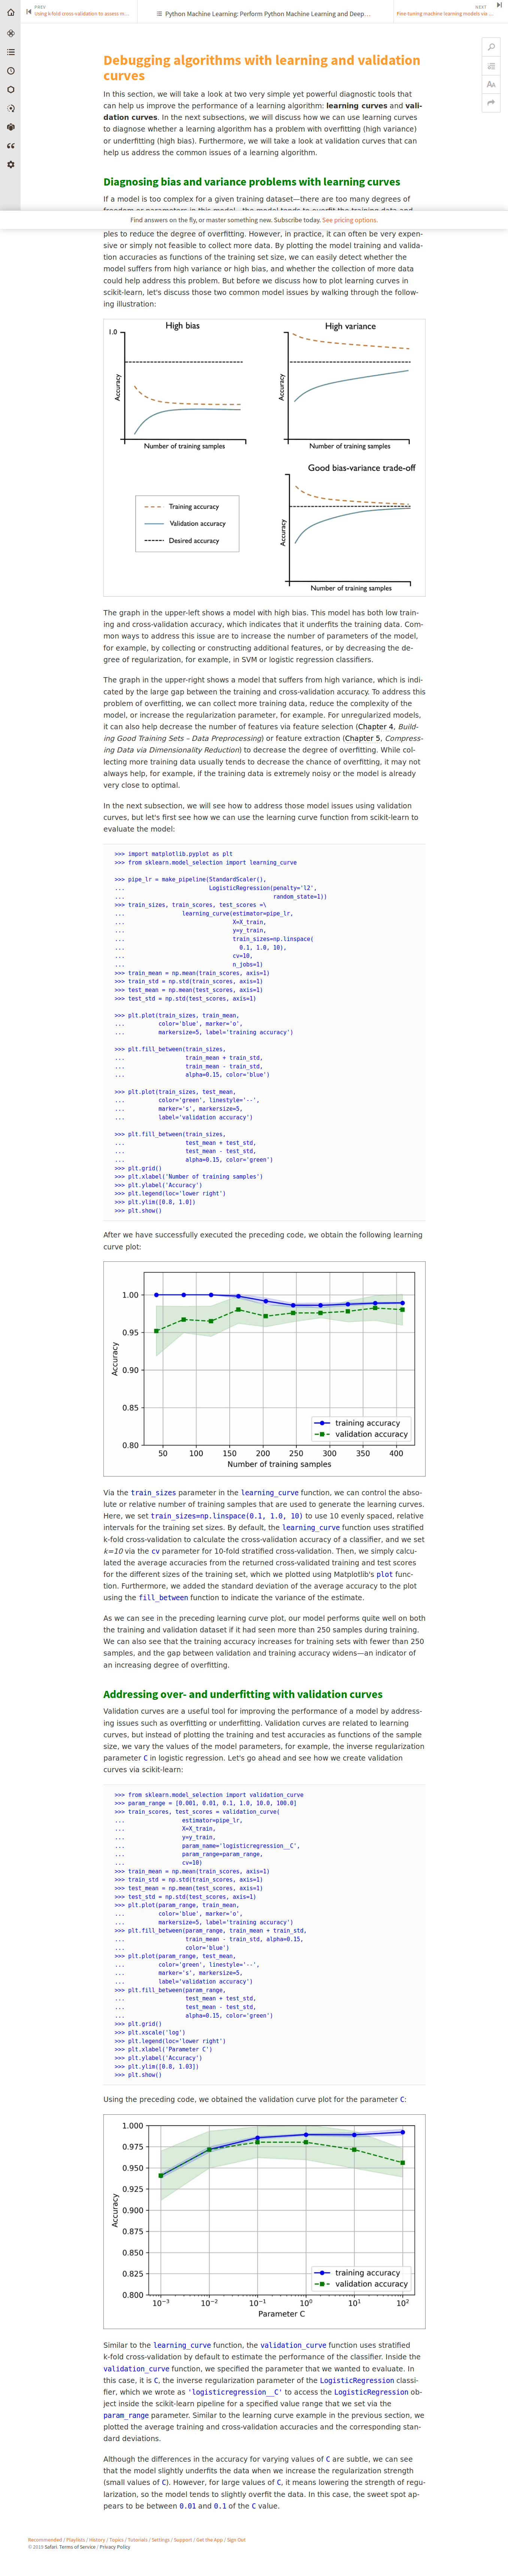 PREV
Using k-fold cross-validation to assess m…
Python Machine Learning: Perform Python Machine Learning and Deep…
NEXT
Fine-tuning machine learning models via …
Debugging algorithms with learning and validation
curves
In this section, we will take a look at two very simple yet powerful diagnostic tools that
can help us improve the performance of a learning algorithm: learning curves and vali-
dation curves. In the next subsections, we will discuss how we can use learning curves
to diagnose whether a learning algorithm has a problem with overfitting (high variance)
or underfitting (high bias). Furthermore, we will take a look at validation curves that can
help us address the common issues of a learning algorithm.
Diagnosing bias and variance problems with learning curves
If a model is too complex for a given training dataset—there are too many degrees of
Find answers on the fly, or master something new. Subscribe today. See pricing options.
ples to reduce the degree of overfitting. However, in practice, it can often be very expen-
sive or simply not feasible to collect more data. By plotting the model training and valida-
tion accuracies as functions of the training set size, we can easily detect whether the
model suffers from high variance or high bias, and whether the collection of more data
could help address this problem. But before we discuss how to plot learning curves in
scikit-learn, let's discuss those two common model issues by walking through the follow-
ing illustration:
High bias
High variance
1.0
Accuracy
Accuracy
Number of training samples
Number of training samples
Good bias-variance trade-off
Training accuracy
Validation accuracy
Desired accuracy
Accuracy
Number of training samples
The graph in the upper-left shows a model with high bias. This model has both low train-
ing and cross-validation accuracy, which indicates that it underfits the training data. Com-
mon ways to address this issue are to increase the number of parameters of the model,
for example, by collecting or constructing additional features, or by decreasing the de-
gree of regularization, for example, in SVM or logistic regression classifiers.
The graph in the upper-right shows a model that suffers from high variance, which is indi-
cated by the large gap between the training and cross-validation accuracy. To address this
problem of overfitting, we can collect more training data, reduce the complexity of the
model, or increase the regularization parameter, for example. For unregularized models,
it can also help decrease the number of features via feature selection (Chapter 4, Build-
ing Good Training Sets – Data Preprocessing) or feature extraction (Chapter 5, Compress-
ing Data via Dimensionality Reduction) to decrease the degree of overfitting. While col-
lecting more training data usually tends to decrease the chance of overfitting, it may not
always help, for example, if the training data is extremely noisy or the model is already
very close to optimal.
In the next subsection, we will see how to address those model issues using validation
curves, but let's first see how we can use the learning curve function from scikit-learn to
evaluate the model:
>>> import matplotlib.pyplot as plt
>>> from sklearn.model_selection import learning_curve
>>> pipe_lr = make_pipeline(StandardScaler(),
... LogisticRegression(penalty='l2',
... random_state=1))
>>> train_sizes, train_scores, test_scores =\
... learning_curve(estimator=pipe_lr,
... X=X_train,
... y=y_train,
... train_sizes=np.linspace(
... 0.1, 1.0, 10),
... cv=10,
... n_jobs=1)
>>> train_mean = np.mean(train_scores, axis=1)
>>> train_std = np.std(train_scores, axis=1)
>>> test_mean = np.mean(test_scores, axis=1)
>>> test_std = np.std(test_scores, axis=1)
>>> plt.plot(train_sizes, train_mean,
... color='blue', marker='o',
... markersize=5, label='training accuracy')
>>> plt.fill_between(train_sizes,
... train_mean + train_std,
... train_mean - train_std,
... alpha=0.15, color='blue')
>>> plt.plot(train_sizes, test_mean,
... color='green', linestyle='--',
... marker='s', markersize=5,
... label='validation accuracy')
>>> plt.fill_between(train_sizes,
... test_mean + test_std,
... test_mean - test_std,
... alpha=0.15, color='green')
>>> plt.grid()
>>> plt.xlabel('Number of training samples')
>>> plt.ylabel('Accuracy')
>>> plt.legend(loc='lower right')
>>> plt.ylim([0.8, 1.0])
>>> plt.show()
After we have successfully executed the preceding code, we obtain the following learning
curve plot:
1.00
0.95
0.90
0.85
0.80
Accuracy
training accuracy
validation accuracy
50 100 150 200 250 300 350 400
Number of training samples
Via the train_sizes parameter in the learning_curve function, we can control the abso-
lute or relative number of training samples that are used to generate the learning curves.
Here, we set train_sizes=np.linspace(0.1, 1.0, 10) to use 10 evenly spaced, relative
intervals for the training set sizes. By default, the learning_curve function uses stratified
k-fold cross-validation to calculate the cross-validation accuracy of a classifier, and we set
k=10 via the cv parameter for 10-fold stratified cross-validation. Then, we simply calcu-
lated the average accuracies from the returned cross-validated training and test scores
for the different sizes of the training set, which we plotted using Matplotlib's plot func-
tion. Furthermore, we added the standard deviation of the average accuracy to the plot
using the fill_between function to indicate the variance of the estimate.
As we can see in the preceding learning curve plot, our model performs quite well on both
the training and validation dataset if it had seen more than 250 samples during training.
We can also see that the training accuracy increases for training sets with fewer than 250
samples, and the gap between validation and training accuracy widens—an indicator of
an increasing degree of overfitting.
Addressing over- and underfitting with validation curves
Validation curves are a useful tool for improving the performance of a model by address-
ing issues such as overfitting or underfitting. Validation curves are related to learning
curves, but instead of plotting the training and test accuracies as functions of the sample
size, we vary the values of the model parameters, for example, the inverse regularization
parameter C in logistic regression. Let's go ahead and see how we create validation
curves via scikit-learn:
>>> from sklearn.model_selection import validation_curve
>>> param_range = [0.001, 0.01, 0.1, 1.0, 10.0, 100.0]
>>> train_scores, test_scores = validation_curve(
... estimator=pipe_lr,
... X=X_train,
... y=y_train,
... param_name='logisticregression__C',
... param_range=param_range,
... cv=10)
>>> train_mean = np.mean(train_scores, axis=1)
>>> train_std = np.std(train_scores, axis=1)
>>> test_mean = np.mean(test_scores, axis=1)
>>> test_std = np.std(test_scores, axis=1)
>>> plt.plot(param_range, train_mean,
... color='blue', marker='o',
... markersize=5, label='training accuracy')
>>> plt.fill_between(param_range, train_mean + train_std,
... train_mean - train_std, alpha=0.15,
... color='blue')
>>> plt.plot(param_range, test_mean,
... color='green', linestyle='--',
... marker='s', markersize=5,
... label='validation accuracy')
>>> plt.fill_between(param_range,
... test_mean + test_std,
... test_mean - test_std,
... alpha=0.15, color='green')
>>> plt.grid()
>>> plt.xscale('log')
>>> plt.legend(loc='lower right')
>>> plt.xlabel('Parameter C')
>>> plt.ylabel('Accuracy')
>>> plt.ylim([0.8, 1.03])
>>> plt.show()
Using the preceding code, we obtained the validation curve plot for the parameter C:
1.000
0.975
0.950
0.925
0.900
0.875
0.850
0.825
0.800
Accuracy
training accuracy
validation accuracy
10⁻³ 10⁻² 10⁻¹ 10⁰ 10¹ 10²
Parameter C
Similar to the learning_curve function, the validation_curve function uses stratified
k-fold cross-validation by default to estimate the performance of the classifier. Inside the
validation_curve function, we specified the parameter that we wanted to evaluate. In
this case, it is C, the inverse regularization parameter of the LogisticRegression classi-
fier, which we wrote as 'logisticregression__C' to access the LogisticRegression ob-
ject inside the scikit-learn pipeline for a specified value range that we set via the
param_range parameter. Similar to the learning curve example in the previous section, we
plotted the average training and cross-validation accuracies and the corresponding stan-
dard deviations.
Although the differences in the accuracy for varying values of C are subtle, we can see
that the model slightly underfits the data when we increase the regularization strength
(small values of C). However, for large values of C, it means lowering the strength of regu-
larization, so the model tends to slightly overfit the data. In this case, the sweet spot ap-
pears to be between 0.01 and 0.1 of the C value.
Recommended / Playlists / History / Topics / Tutorials / Settings / Support / Get the App / Sign Out
© 2019 Safari. Terms of Service / Privacy Policy